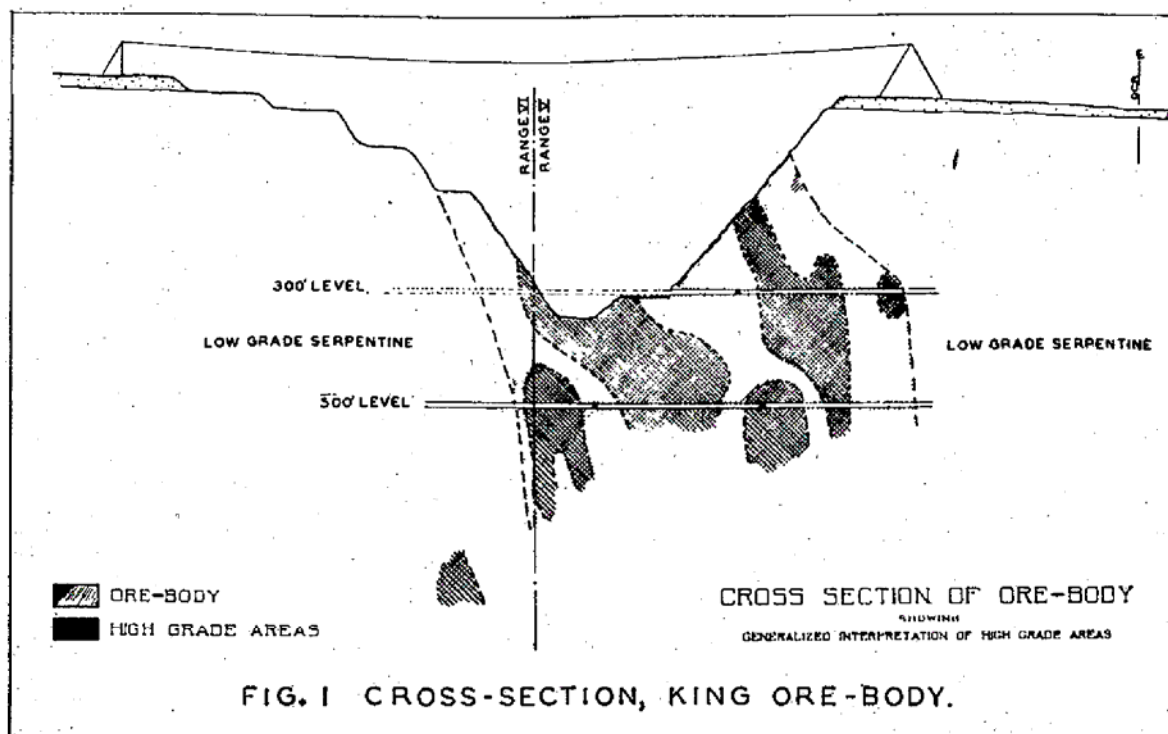 RANGE VI
RANGE V
300' LEVEL
LOW GRADE SERPENTINE
LOW GRADE SERPENTINE
500' LEVEL
ORE-BODY
HIGH GRADE AREAS
CROSS SECTION OF ORE-BODY
SHOWING
GENERALIZED INTERPRETATION OF HIGH GRADE AREAS
FIG. 1 CROSS-SECTION, KING ORE-BODY.